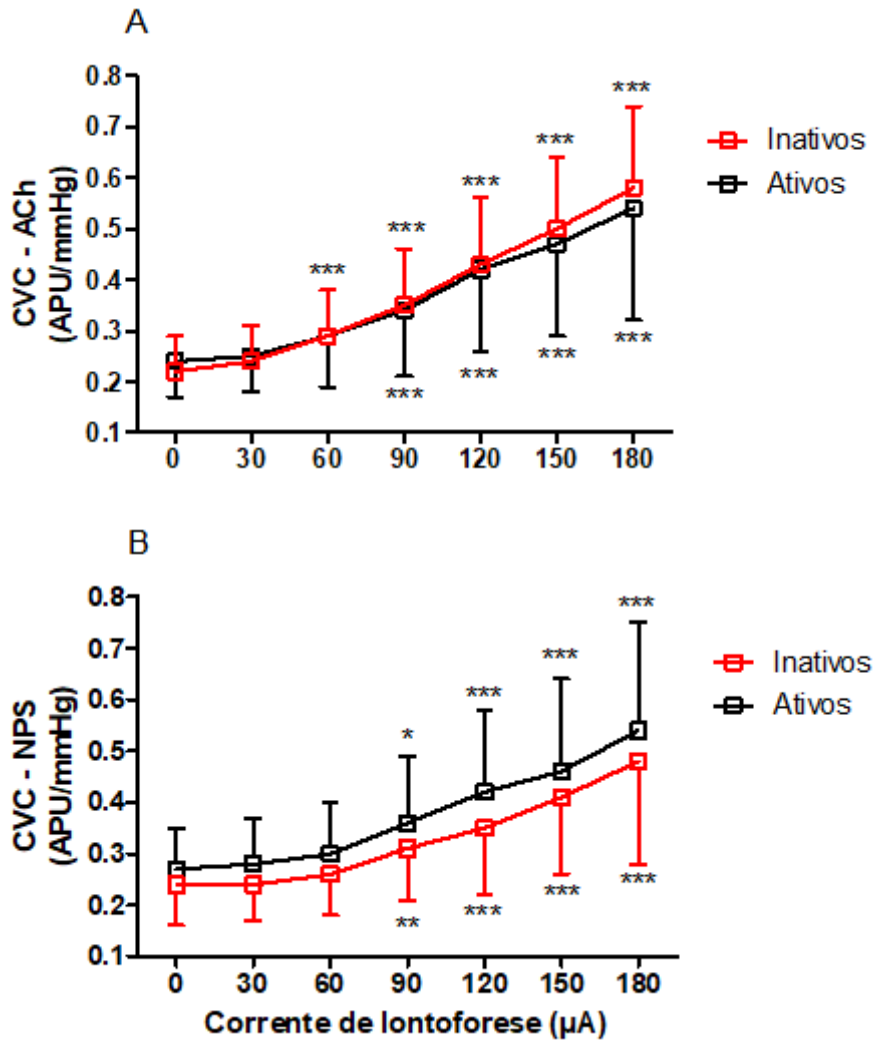 A
CVC - ACh
(APU/mmHg)
0.8
0.7
0.6
0.5
0.4
0.3
0.2
0.1
*** *** *** *** ***
*** *** *** ***
0 30 60 90 120 150 180
Inativos
Ativos
B
CVC - NPS
(APU/mmHg)
0.8
0.7
0.6
0.5
0.4
0.3
0.2
0.1
* *** *** ***
** *** *** ***
0 30 60 90 120 150 180
Corrente de Iontoforese (µA)
Inativos
Ativos